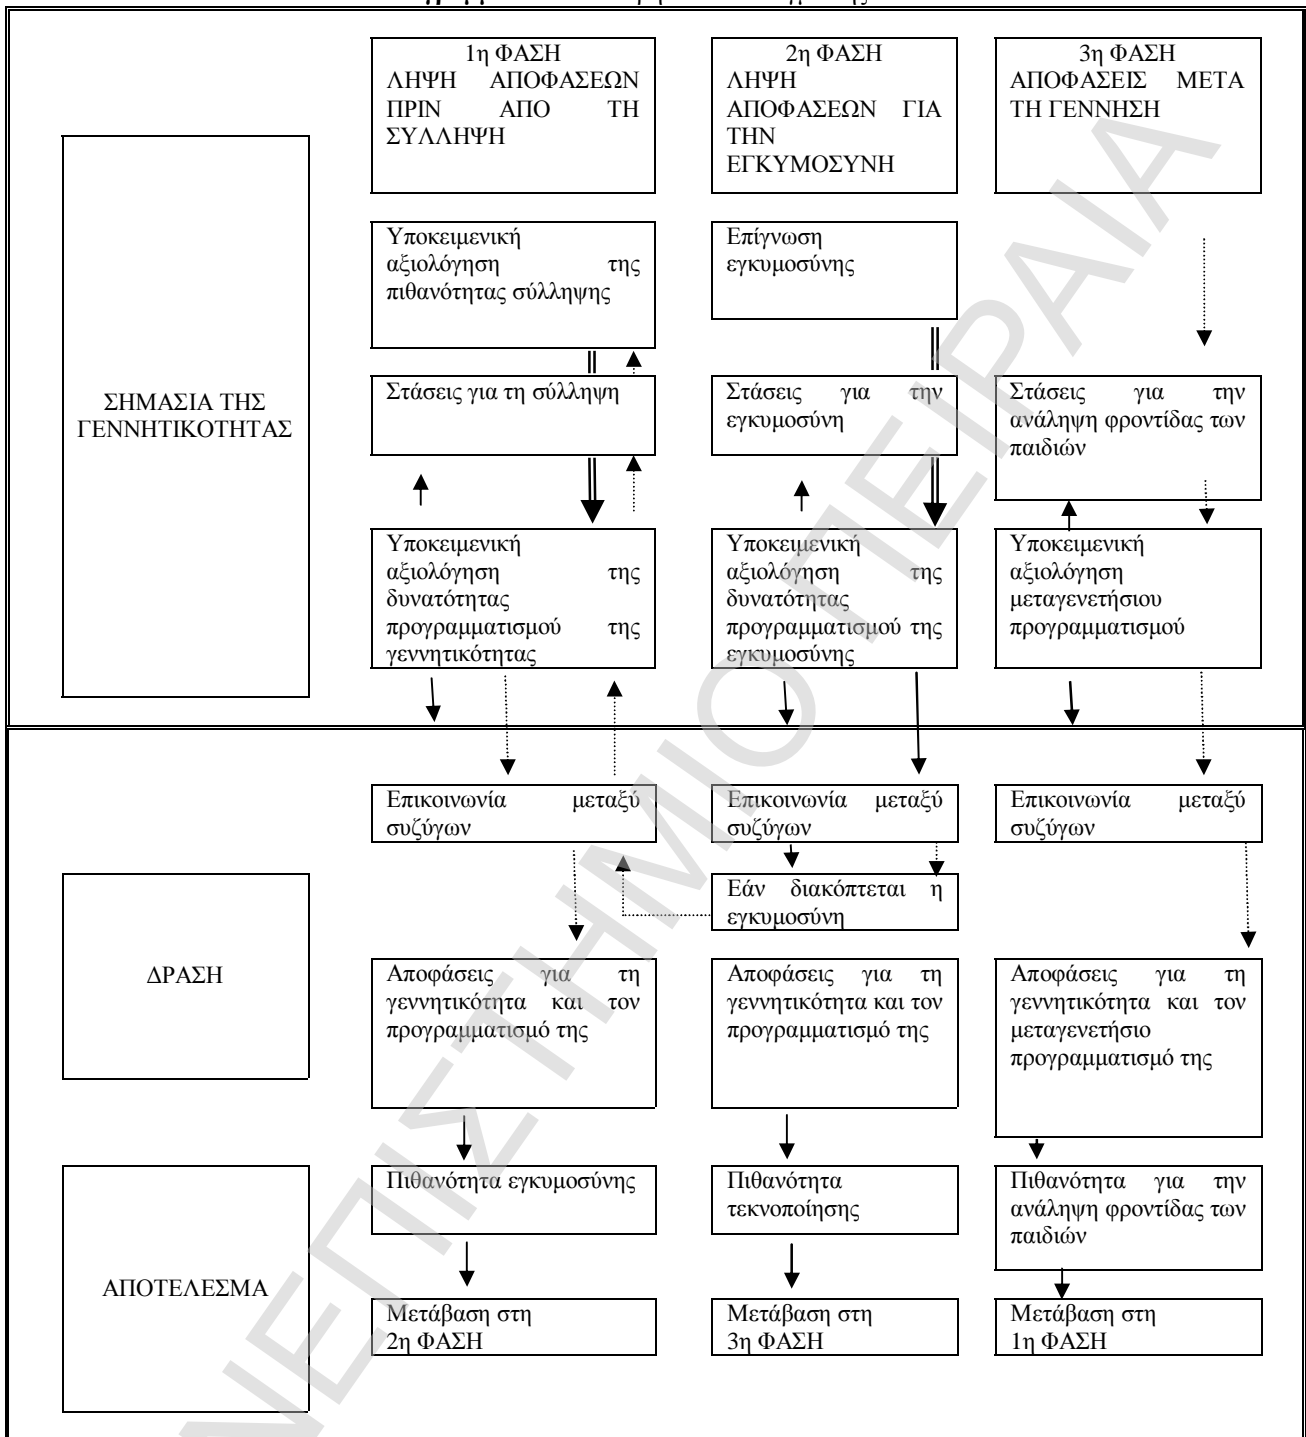 1η ΦΑΣΗ
ΛΗΨΗ ΑΠΟΦΑΣΕΩΝ
ΠΡΙΝ ΑΠΟ ΤΗ
ΣΥΛΛΗΨΗ
2η ΦΑΣΗ
ΛΗΨΗ
ΑΠΟΦΑΣΕΩΝ ΓΙΑ
ΤΗΝ
ΕΓΚΥΜΟΣΥΝΗ
3η ΦΑΣΗ
ΑΠΟΦΑΣΕΙΣ ΜΕΤΑ
ΤΗ ΓΕΝΝΗΣΗ
ΣΗΜΑΣΙΑ ΤΗΣ
ΓΕΝΝΗΤΙΚΟΤΗΤΑΣ
Υποκειμενική
αξιολόγηση της
πιθανότητας σύλληψης
Επίγνωση
εγκυμοσύνης
Στάσεις για τη σύλληψη
Στάσεις για την
εγκυμοσύνη
Στάσεις για την
ανάληψη φροντίδας των
παιδιών
Υποκειμενική
αξιολόγηση της
δυνατότητας
προγραμματισμού της
γεννητικότητας
Υποκειμενική
αξιολόγηση της
δυνατότητας
προγραμματισμού της
εγκυμοσύνης
Υποκειμενική
αξιολόγηση
μεταγενετήσιου
προγραμματισμού
Επικοινωνία μεταξύ
συζύγων
Επικοινωνία μεταξύ
συζύγων
Επικοινωνία μεταξύ
συζύγων
Εάν διακόπτεται η
εγκυμοσύνη
ΔΡΑΣΗ
Αποφάσεις για τη
γεννητικότητα και τον
προγραμματισμό της
Αποφάσεις για τη
γεννητικότητα και τον
προγραμματισμό της
Αποφάσεις για τη
γεννητικότητα και τον
μεταγενετήσιο
προγραμματισμό της
ΑΠΟΤΕΛΕΣΜΑ
Πιθανότητα εγκυμοσύνης
Πιθανότητα
τεκνοποίησης
Πιθανότητα για την
ανάληψη φροντίδας των
παιδιών
Μετάβαση στη
2η ΦΑΣΗ
Μετάβαση στη
3η ΦΑΣΗ
Μετάβαση στη
1η ΦΑΣΗ
ΝΕΠΙΣΤΗΜΙΟ ΠΕΙΡΑΙΑ